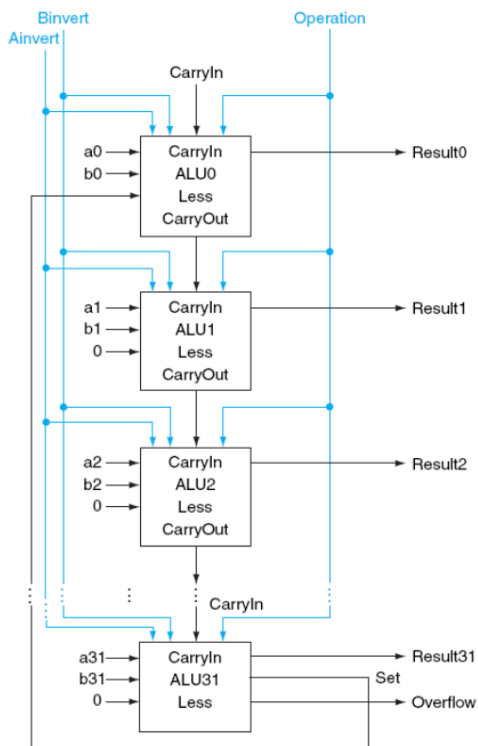 Binvert
Operation
Ainvert
CarryIn
a0
b0
CarryIn
ALU0
Less
CarryOut
Result0
a1
b1
0
CarryIn
ALU1
Less
CarryOut
Result1
a2
b2
0
CarryIn
ALU2
Less
CarryOut
Result2
CarryIn
a31
b31
0
CarryIn
ALU31
Less
Result31
Set
Overflow